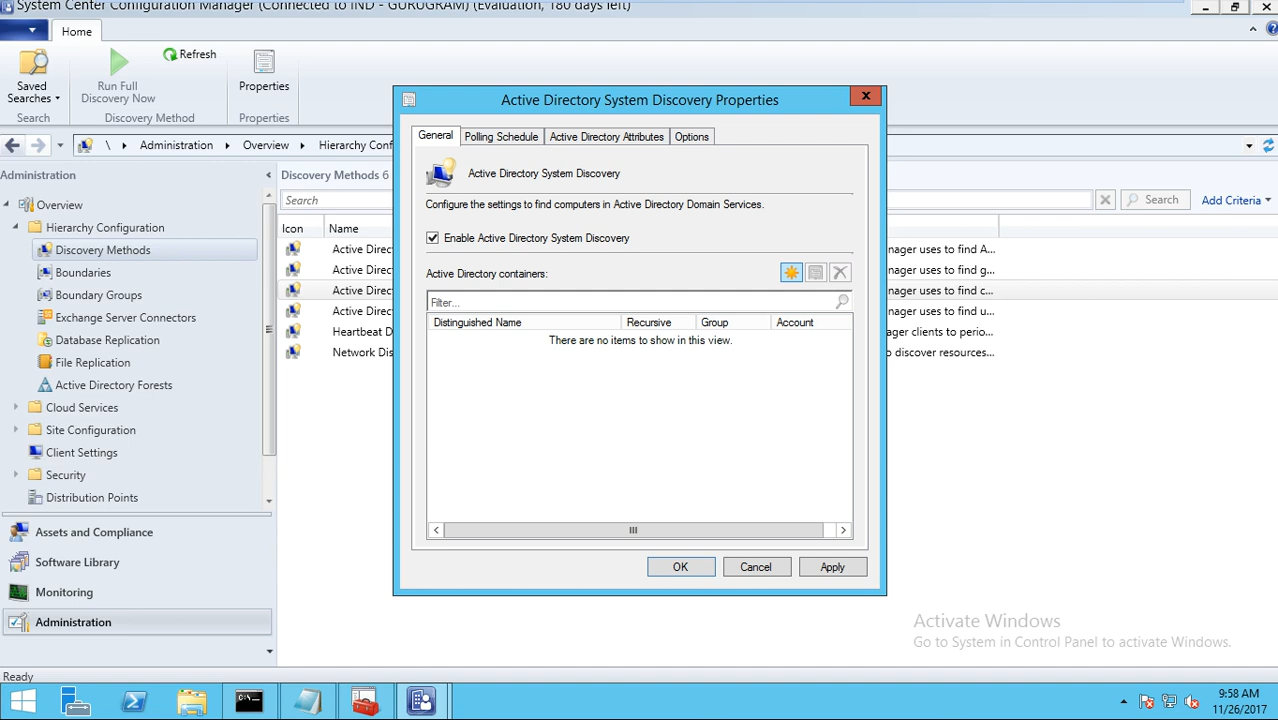 System Center Configuration Manager (Connected to IND - GURUGRAM) (Evaluation, 180 days left)
Home
Saved Searches
Search
Run Full Discovery Now
Refresh
Discovery Method
Properties
Properties
\ Administration Overview Hierarchy Conf
Administration
Overview
Hierarchy Configuration
Discovery Methods
Boundaries
Boundary Groups
Exchange Server Connectors
Database Replication
File Replication
Active Directory Forests
Cloud Services
Site Configuration
Client Settings
Security
Distribution Points
Assets and Compliance
Software Library
Monitoring
Administration
Discovery Methods 6
Search
Search
Add Criteria
Icon Name
Active Direc nager uses to find A...
Active Direc nager uses to find g...
Active Direc nager uses to find c...
Active Direc nager uses to find u...
Heartbeat D ager clients to perio...
Network Dis o discover resources...
Active Directory System Discovery Properties
General Polling Schedule Active Directory Attributes Options
Active Directory System Discovery
Configure the settings to find computers in Active Directory Domain Services.
Enable Active Directory System Discovery
Active Directory containers:
Filter...
Distinguished Name Recursive Group Account
There are no items to show in this view.
OK Cancel Apply
Activate Windows
Go to System in Control Panel to activate Windows.
Ready
9:58 AM
11/26/2017